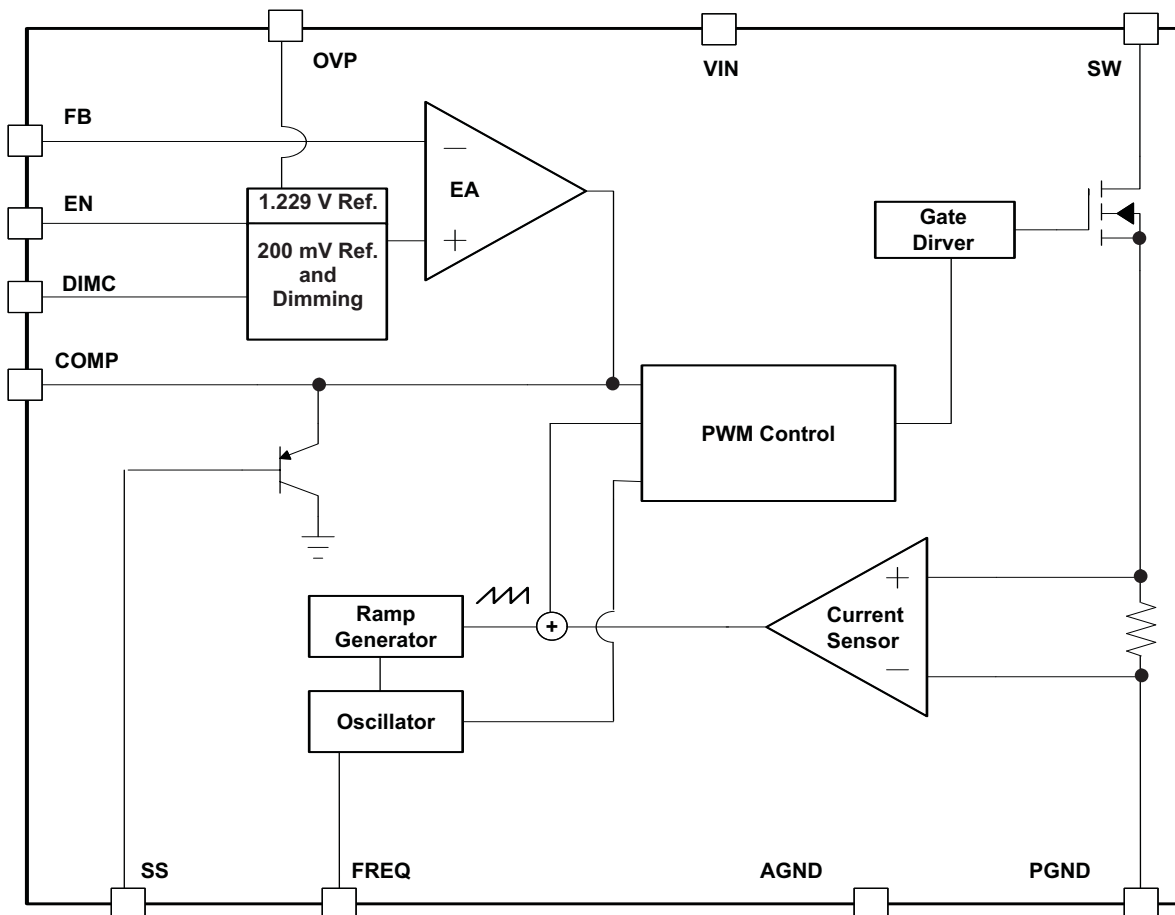 OVP
VIN
SW
FB
EA
EN
1.229 V Ref.
200 mV Ref.
and
Dimming
Gate
Dirver
DIMC
COMP
PWM Control
Ramp
Generator
+
Current
Sensor
Oscillator
SS
FREQ
AGND
PGND